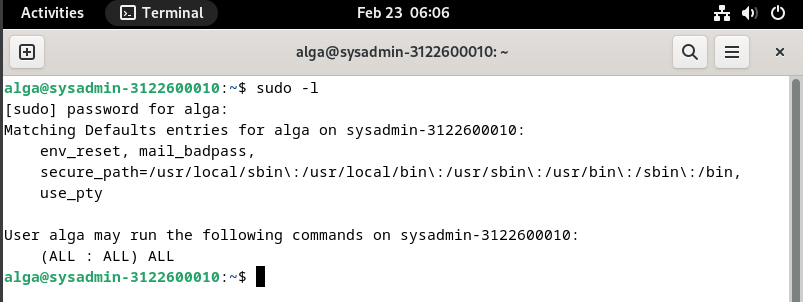 Activities Terminal Feb 23 06:06
alga@sysadmin-3122600010: ~
alga@sysadmin-3122600010:~$ sudo -l
[sudo] password for alga:
Matching Defaults entries for alga on sysadmin-3122600010:
    env_reset, mail_badpass,
    secure_path=/usr/local/sbin\:/usr/local/bin\:/usr/sbin\:/usr/bin\:/sbin\:/bin,
    use_pty

User alga may run the following commands on sysadmin-3122600010:
    (ALL : ALL) ALL
alga@sysadmin-3122600010:~$